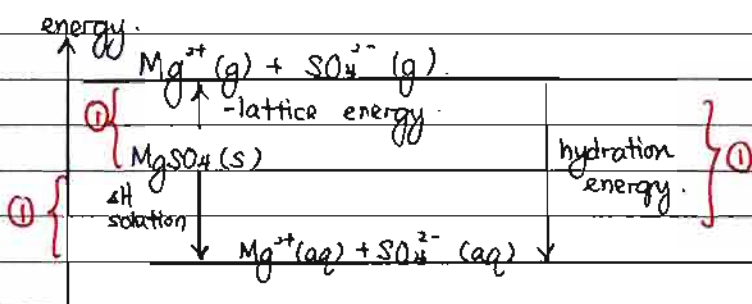 energy.
Mg²⁺(g) + SO₄²⁻ (g).
① -lattice energy.
MgSO₄(s)
hydration energy.
①
① ΔH solution
Mg²⁺(aq) + SO₄²⁻ (aq)